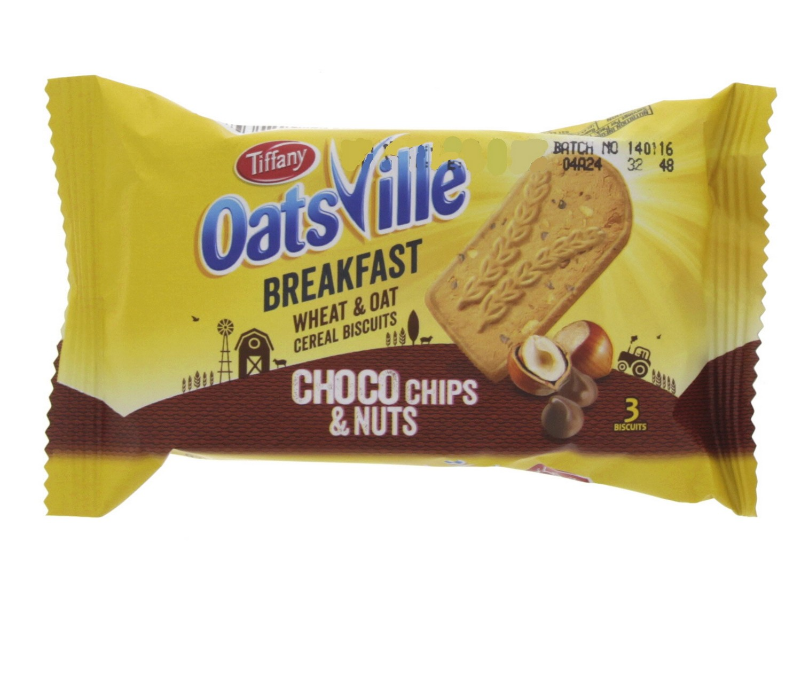 Tiffany
OatsVille
BREAKFAST
WHEAT & OAT
CEREAL BISCUITS
CHOCO CHIPS
& NUTS
3
BISCUITS
BATCH NO 140116
04A24 32 48